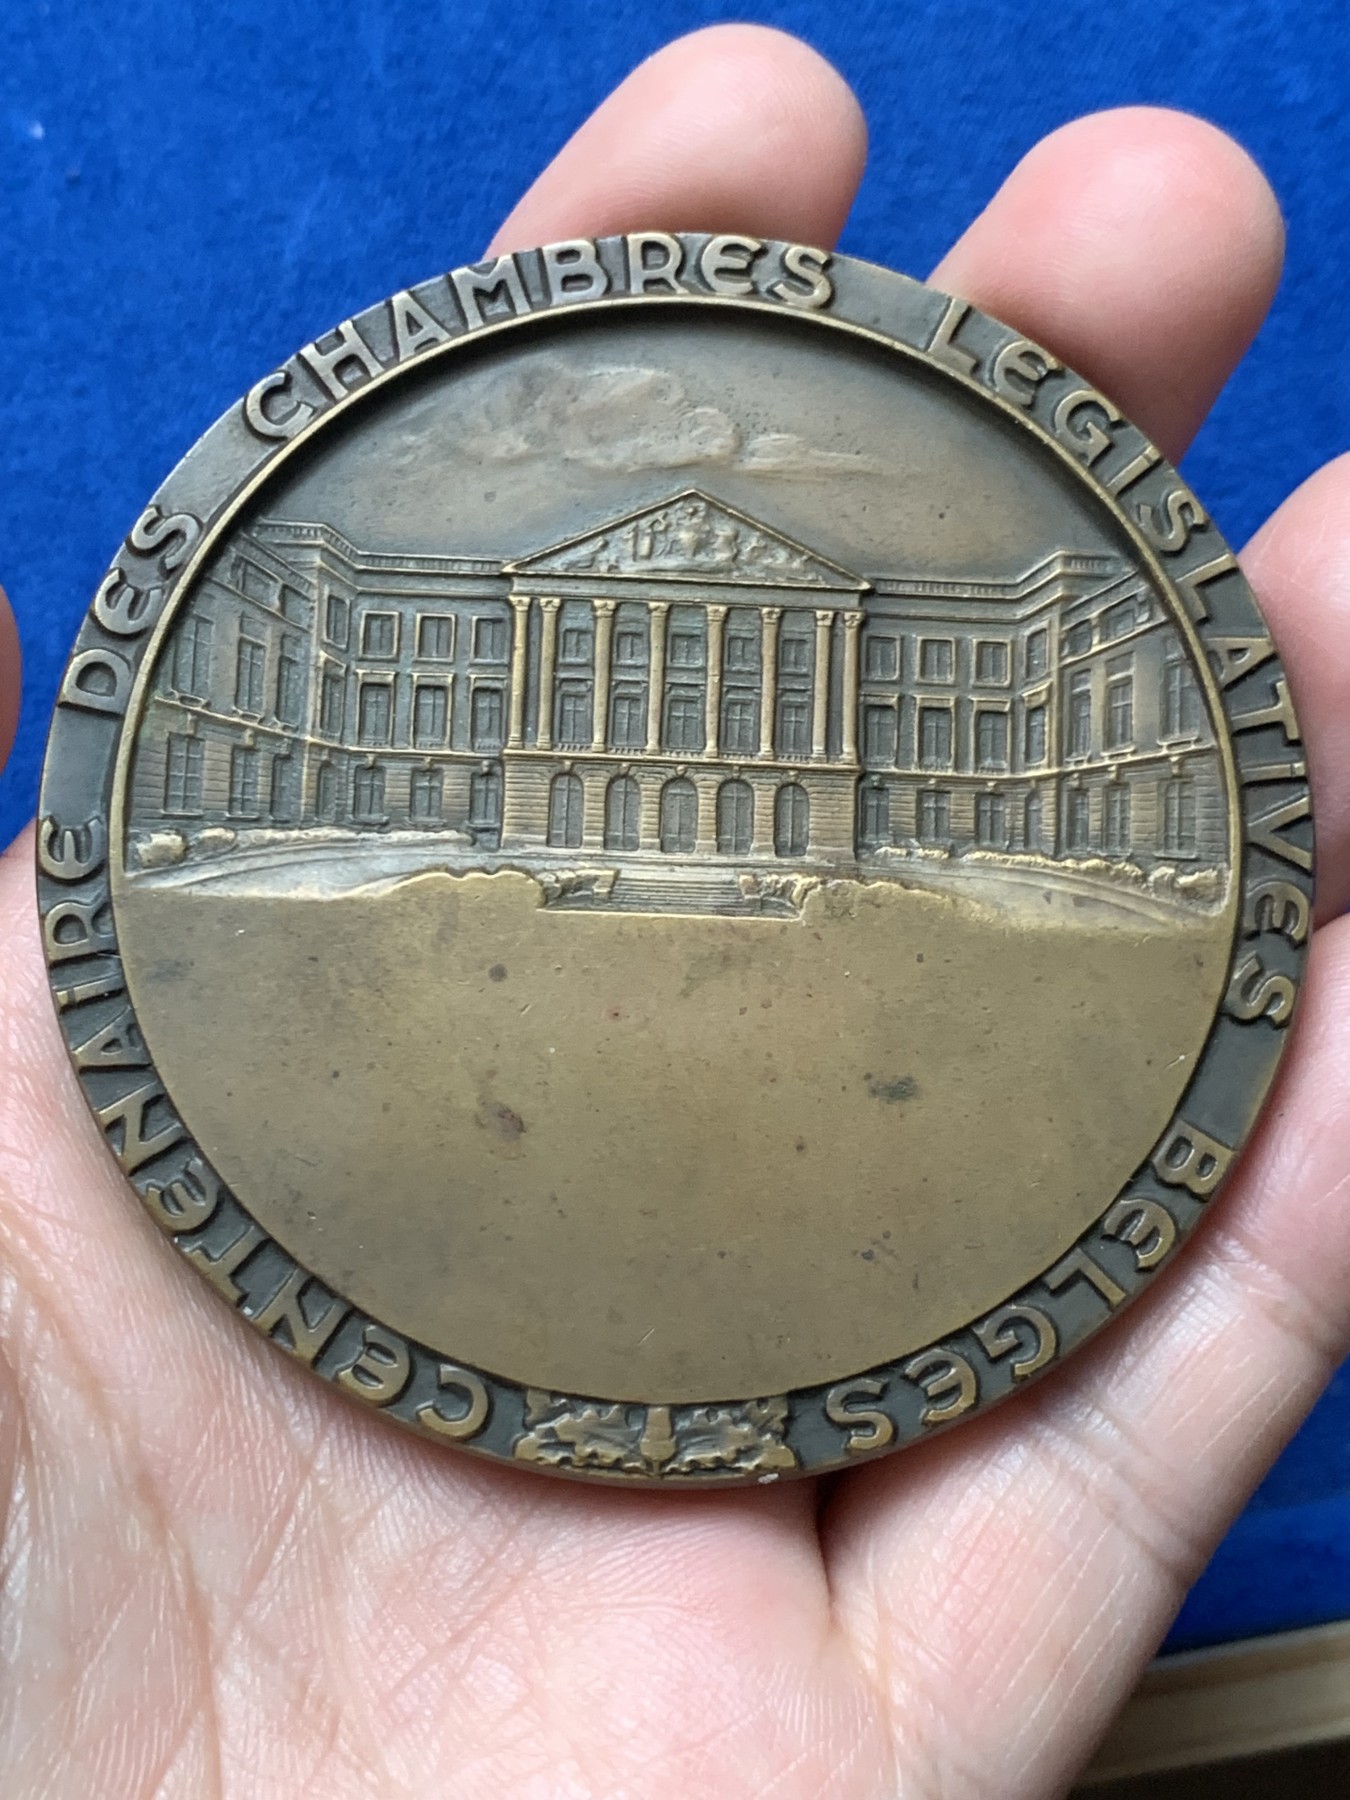 CENTENAIRE DES CHAMBRES LEGISLATIVES BELGES